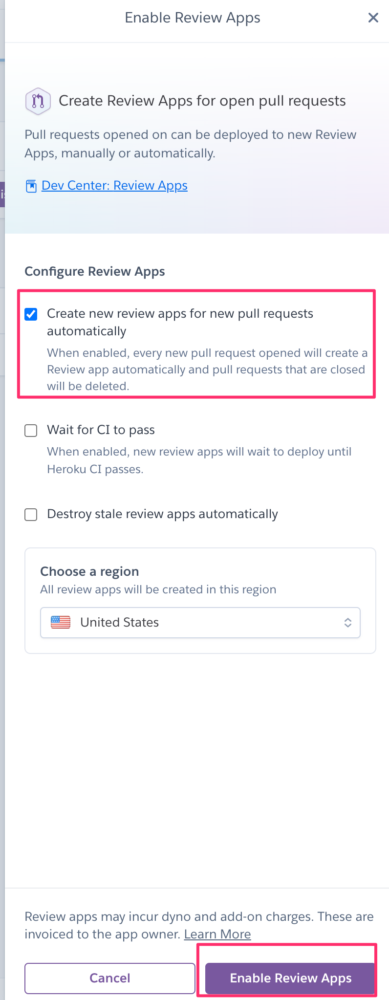 Enable Review Apps
Create Review Apps for open pull requests
Pull requests opened on can be deployed to new Review
Apps, manually or automatically.
Dev Center: Review Apps
Configure Review Apps
Create new review apps for new pull requests
automatically
When enabled, every new pull request opened will create a
Review app automatically and pull requests that are closed
will be deleted.
Wait for CI to pass
When enabled, new review apps will wait to deploy until
Heroku CI passes.
Destroy stale review apps automatically
Choose a region
All review apps will be created in this region
United States
Review apps may incur dyno and add-on charges. These are
invoiced to the app owner. Learn More
Cancel
Enable Review Apps